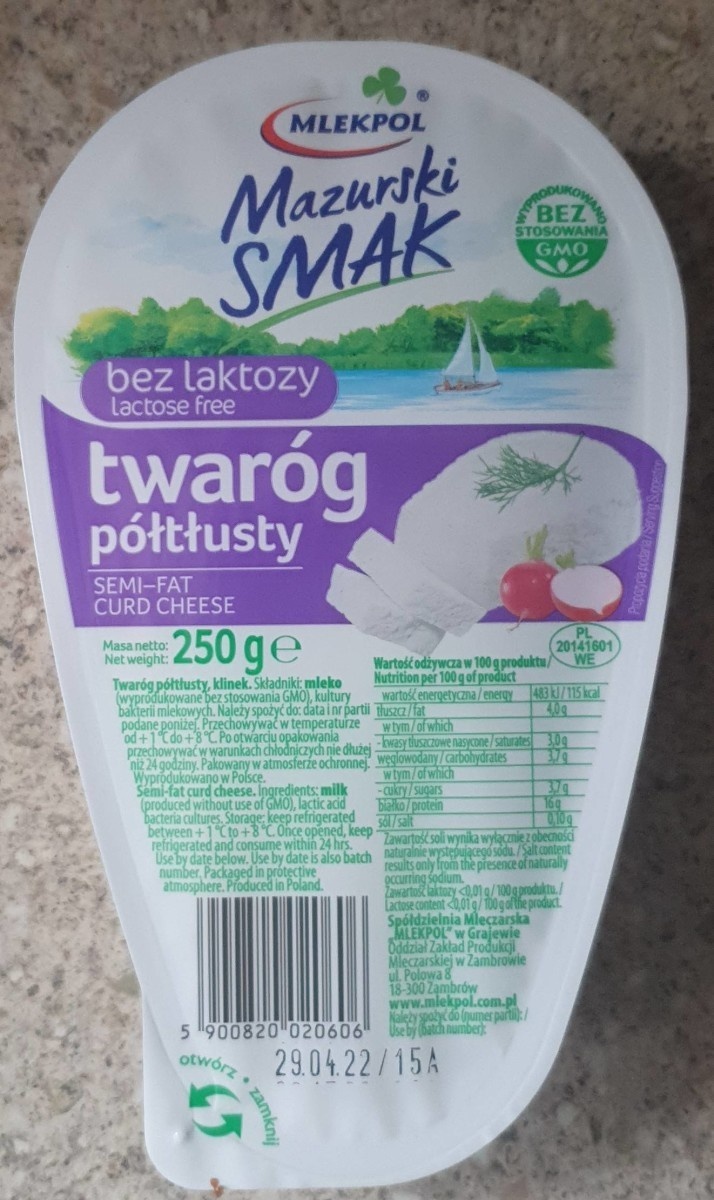 MLEKPOL ®
Mazurski
SMAK
WYPRODUKOWANO
BEZ
STOSOWANIA
GMO
bez laktozy
lactose free
twaróg
półtłusty
SEMI–FAT
CURD CHEESE
Propozycja podania / Serving Suggestion
Masa netto:
Net weight:
250 g e
PL
20141601
WE
Twaróg półtłusty, klinek. Składniki: mleko
(wyprodukowane bez stosowania GMO), kultury
bakterii mlekowych. Należy spożyć do: data i nr partii
podane poniżej. Przechowywać w temperaturze
od +1 °C do +8 °C. Po otwarciu opakowania
przechowywać w warunkach chłodniczych nie dłużej
niż 24 godziny. Pakowany w atmosferze ochronnej.
Wyprodukowano w Polsce.
Semi-fat curd cheese. Ingredients: milk
(produced without use of GMO), lactic acid
bacteria cultures. Storage: keep refrigerated
between +1 °C to +8 °C. Once opened, keep
refrigerated and consume within 24 hrs.
Use by date below. Use by date is also batch
number. Packaged in protective
atmosphere. Produced in Poland.
Wartość odżywcza w 100 g produktu/
Nutrition per 100 g of product
wartość energetyczna / energy 483 kJ / 115 kcal
tłuszcz / fat 4,0 g
w tym / of which
- kwasy tłuszczowe nasycone / saturates 3,0 g
węglowodany / carbohydrates 3,7 g
w tym / of which
- cukry / sugars 3,7 g
białko / protein 16 g
sól / salt 0,10 g
Zawartość soli wynika wyłącznie z obecności
naturalnie występującego sodu. / Salt content
results only from the presence of naturally
occurring sodium.
Zawartość laktozy <0,01 g / 100 g produktu. /
Lactose content <0,01 g / 100 g of the product.
Spółdzielnia Mleczarska
"MLEKPOL" w Grajewie
Oddział Zakład Produkcji
Mleczarskiej w Zambrowie
ul. Polowa 8
18-300 Zambrów
www.mlekpol.com.pl
Należy spożyć do (numer partii): /
Use by (batch number):
5 900820 020606
29.04.22 / 15A
otwórz • zamknij